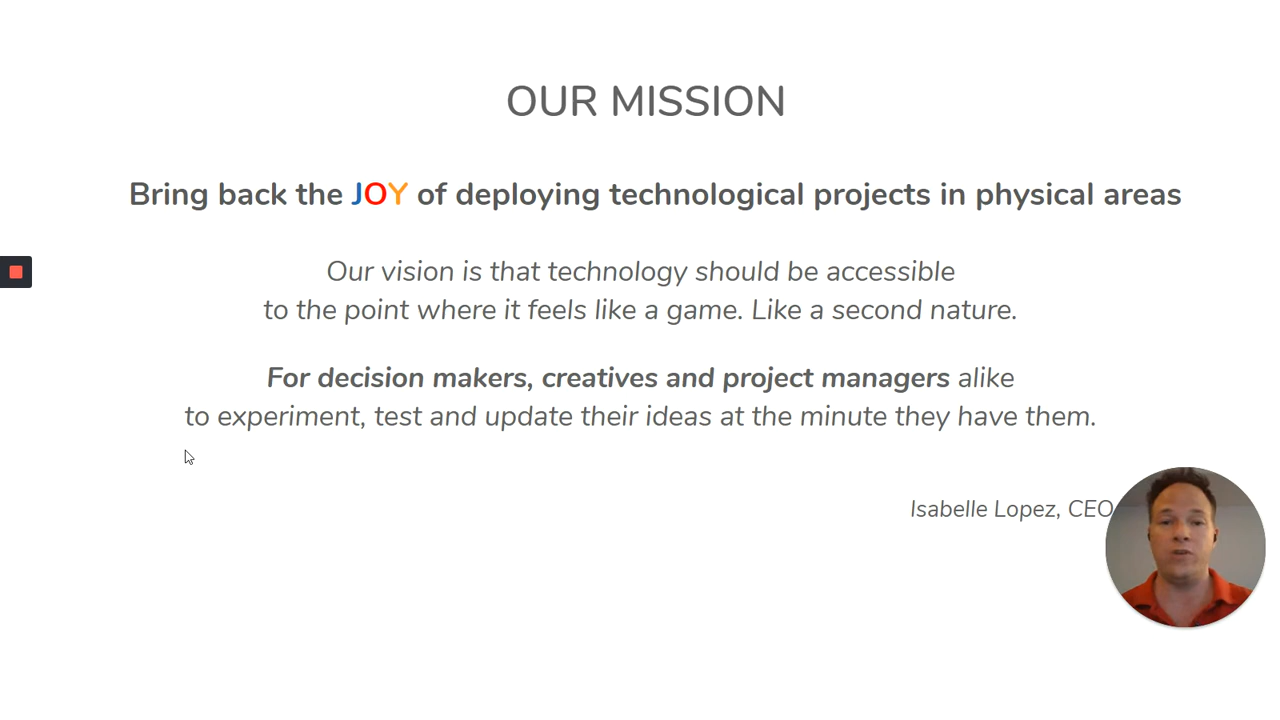 OUR MISSION
Bring back the JOY of deploying technological projects in physical areas
Our vision is that technology should be accessible
to the point where it feels like a game. Like a second nature.
For decision makers, creatives and project managers alike
to experiment, test and update their ideas at the minute they have them.
Isabelle Lopez, CEO